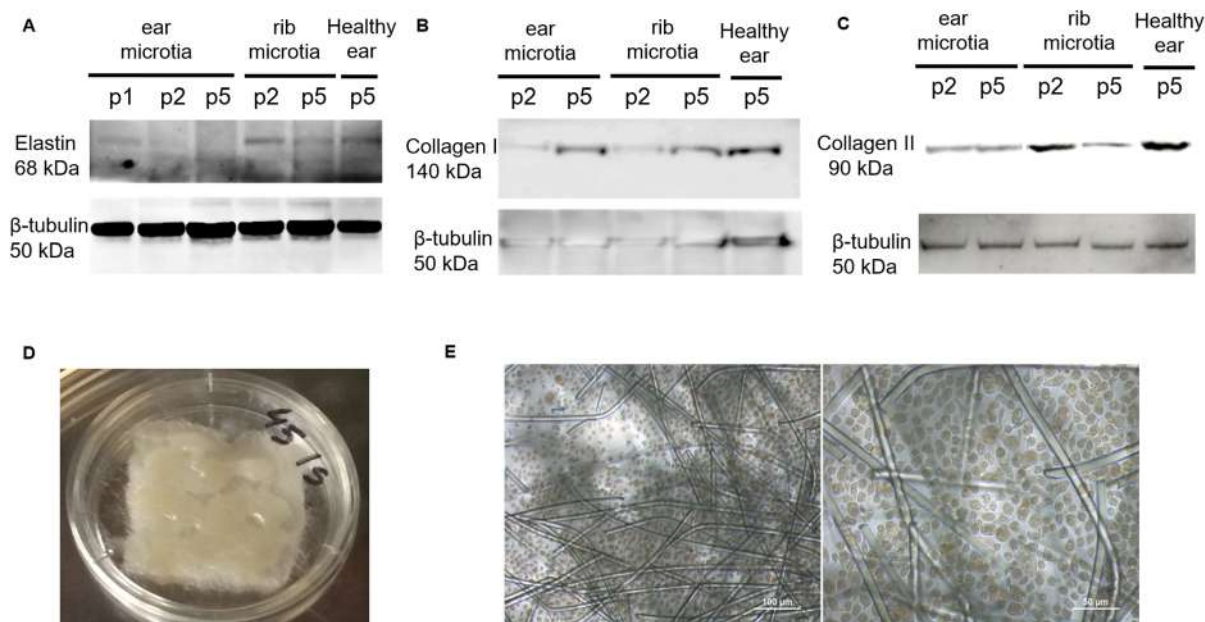 A
ear
microtia
rib
microtia
Healthy
ear
p1 p2 p5 p2 p5 p5
Elastin
68 kDa
β-tubulin
50 kDa
B
ear
microtia
rib
microtia
Healthy
ear
p2 p5 p2 p5 p5
Collagen I
140 kDa
β-tubulin
50 kDa
C
ear
microtia
rib
microtia
Healthy
ear
p2 p5 p2 p5 p5
Collagen II
90 kDa
β-tubulin
50 kDa
D
E
100 µm
50 µm